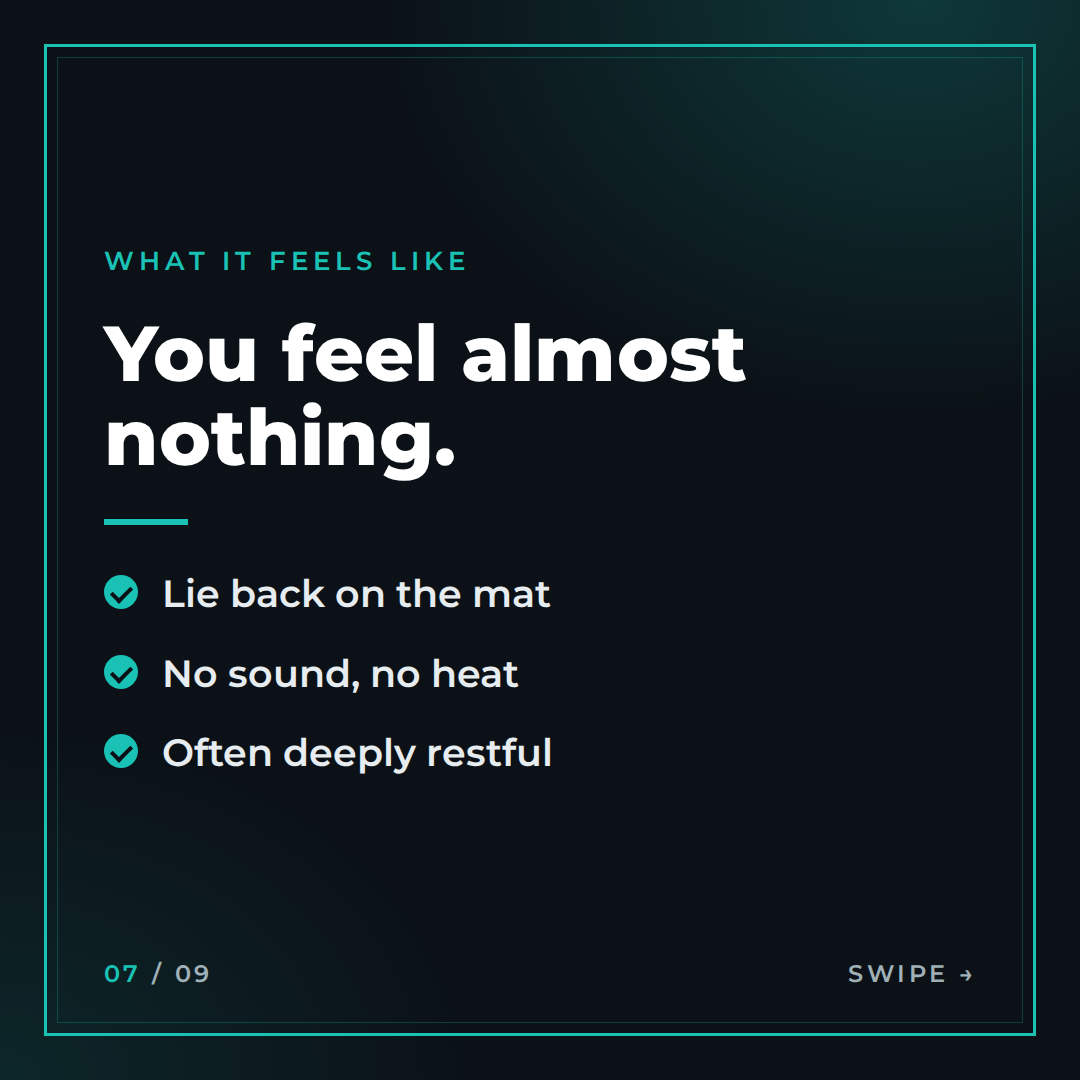 WHAT IT FEELS LIKE
You feel almost
nothing.
Lie back on the mat
No sound, no heat
Often deeply restful
07 / 09
SWIPE →